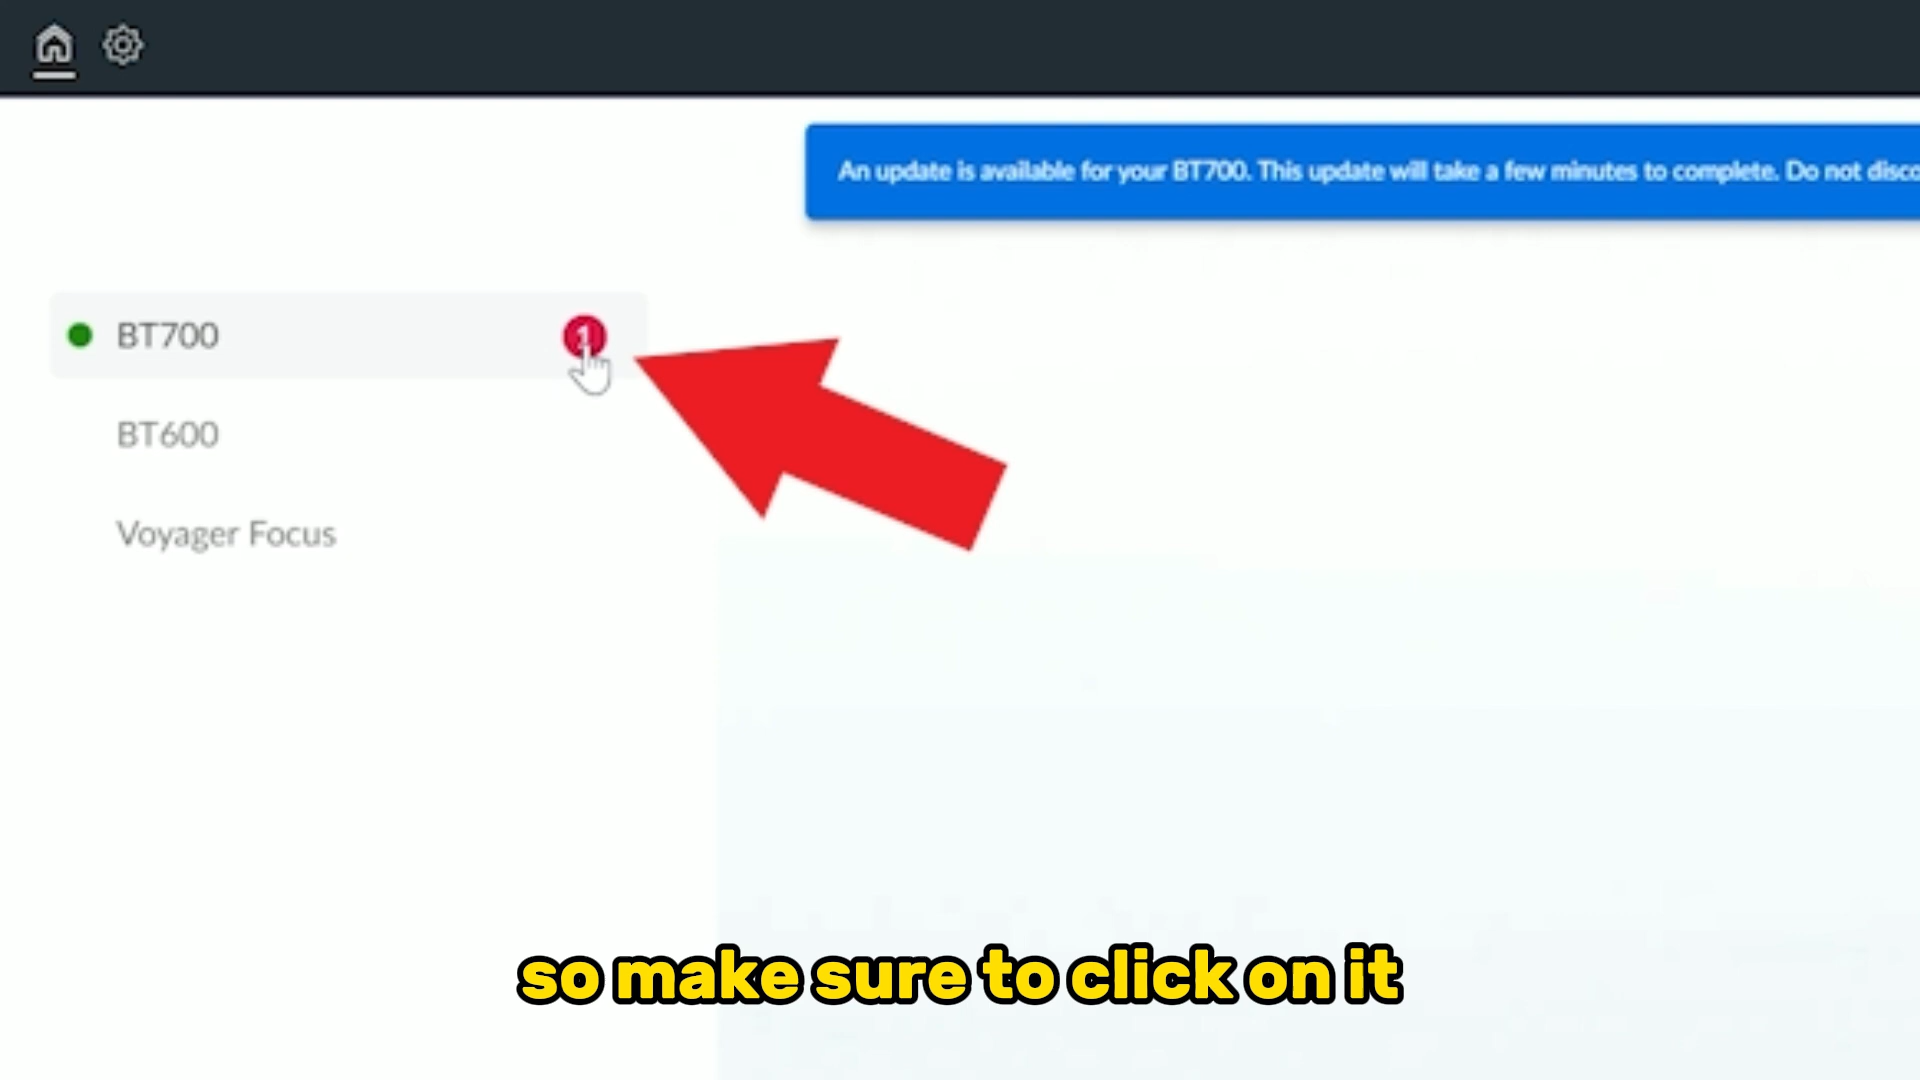 An update is available for your BT700. This update will take a few minutes to complete. Do not disco
BT700
1
BT600
Voyager Focus
so make sure to click on it